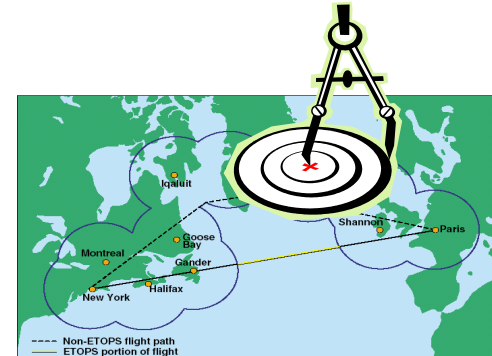 Iqaluit
Shannon
Paris
Goose
Bay
Montreal
Gander
New York
Halifax
Non-ETOPS flight path
ETOPS portion of flight